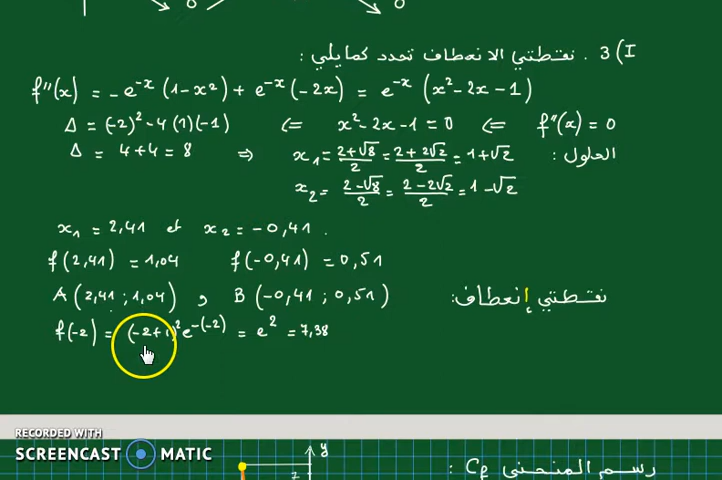 3 (I . نقطتي الانعطاف تحدد كمايلي :
f''(x) = -e^-x (1-x²) + e^-x (-2x) = e^-x (x²-2x-1)
Δ = (-2)² -4(1)(-1) ⇐ x²-2x-1=0 ⇐ f''(x) = 0
Δ = 4+4 = 8 ⇒ x₁ = (2+√8)/2 = (2+2√2)/2 = 1+√2 الحلول :
x₂ = (2-√8)/2 = (2-2√2)/2 = 1-√2
x₁ = 2,41 et x₂ = -0,41 .
f(2,41) = 1,04 f(-0,41) = 0,51
A(2,41 ; 1,04) و B(-0,41 ; 0,51) نقطتي إنعطاف:
f(-2) = (-2+1)² e^-(-2) = e² = 7,38
RECORDED WITH
SCREENCAST MATIC
y
7
رسم المنحنى Cf :